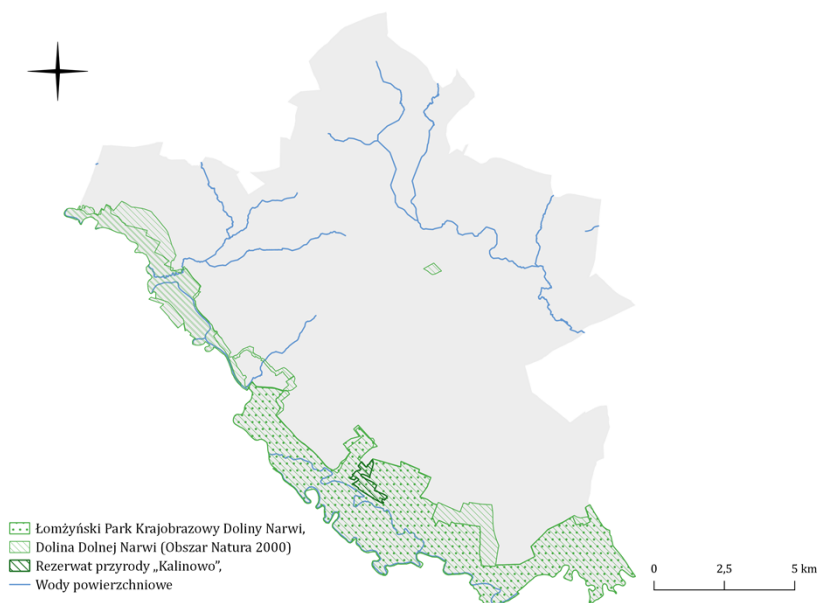 Łomżyński Park Krajobrazowy Doliny Narwi,
Dolina Dolnej Narwi (Obszar Natura 2000)
Rezerwat przyrody „Kalinowo”,
Wody powierzchniowe
0 2,5 5 km